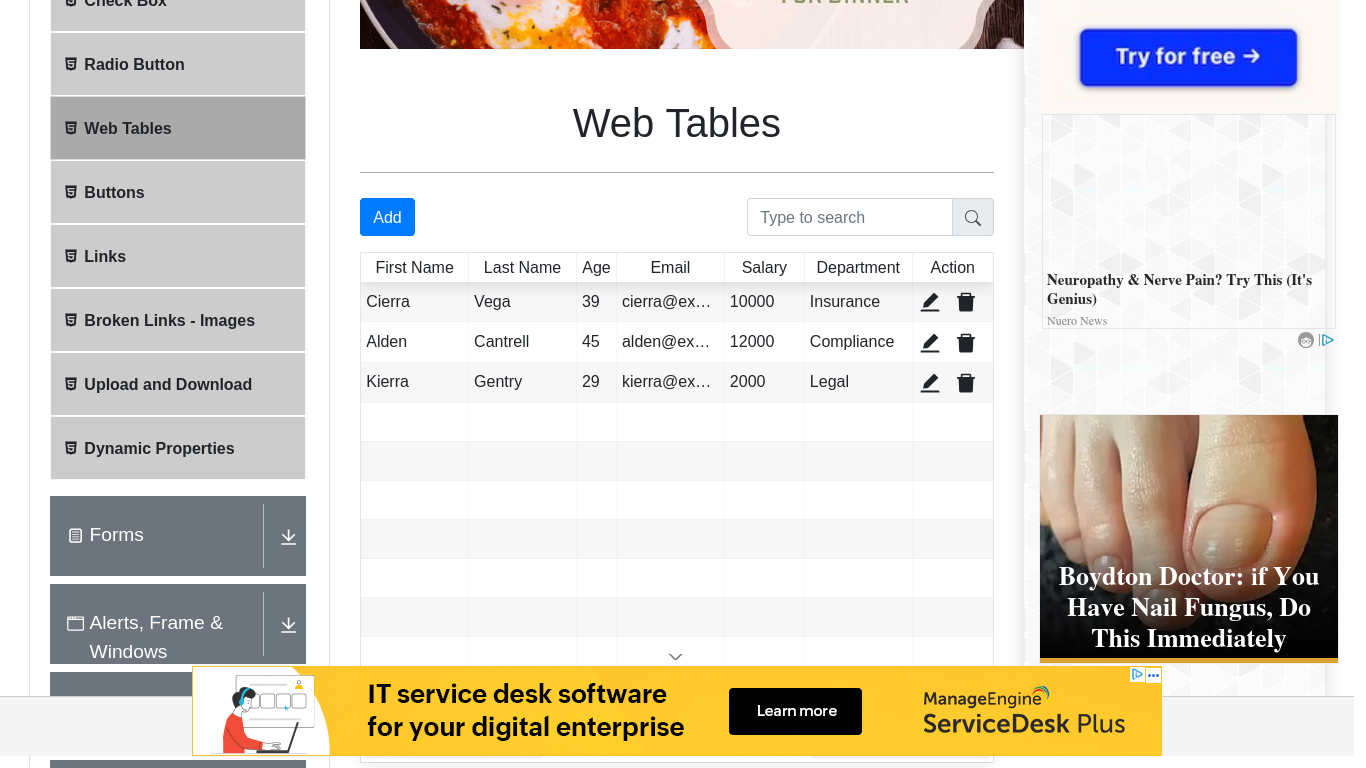 Check Box
Radio Button
Web Tables
Buttons
Links
Broken Links - Images
Upload and Download
Dynamic Properties
Forms
Alerts, Frame &
Windows
FOR DINNER
Web Tables
Add
Type to search
First Name Last Name Age Email Salary Department Action
Cierra Vega 39 cierra@ex… 10000 Insurance
Alden Cantrell 45 alden@ex… 12000 Compliance
Kierra Gentry 29 kierra@ex… 2000 Legal
Try for free →
Neuropathy & Nerve Pain? Try This (It's
Genius)
Nuero News
Boydton Doctor: if You
Have Nail Fungus, Do
This Immediately
IT service desk software
for your digital enterprise
Learn more
ManageEngine
ServiceDesk Plus